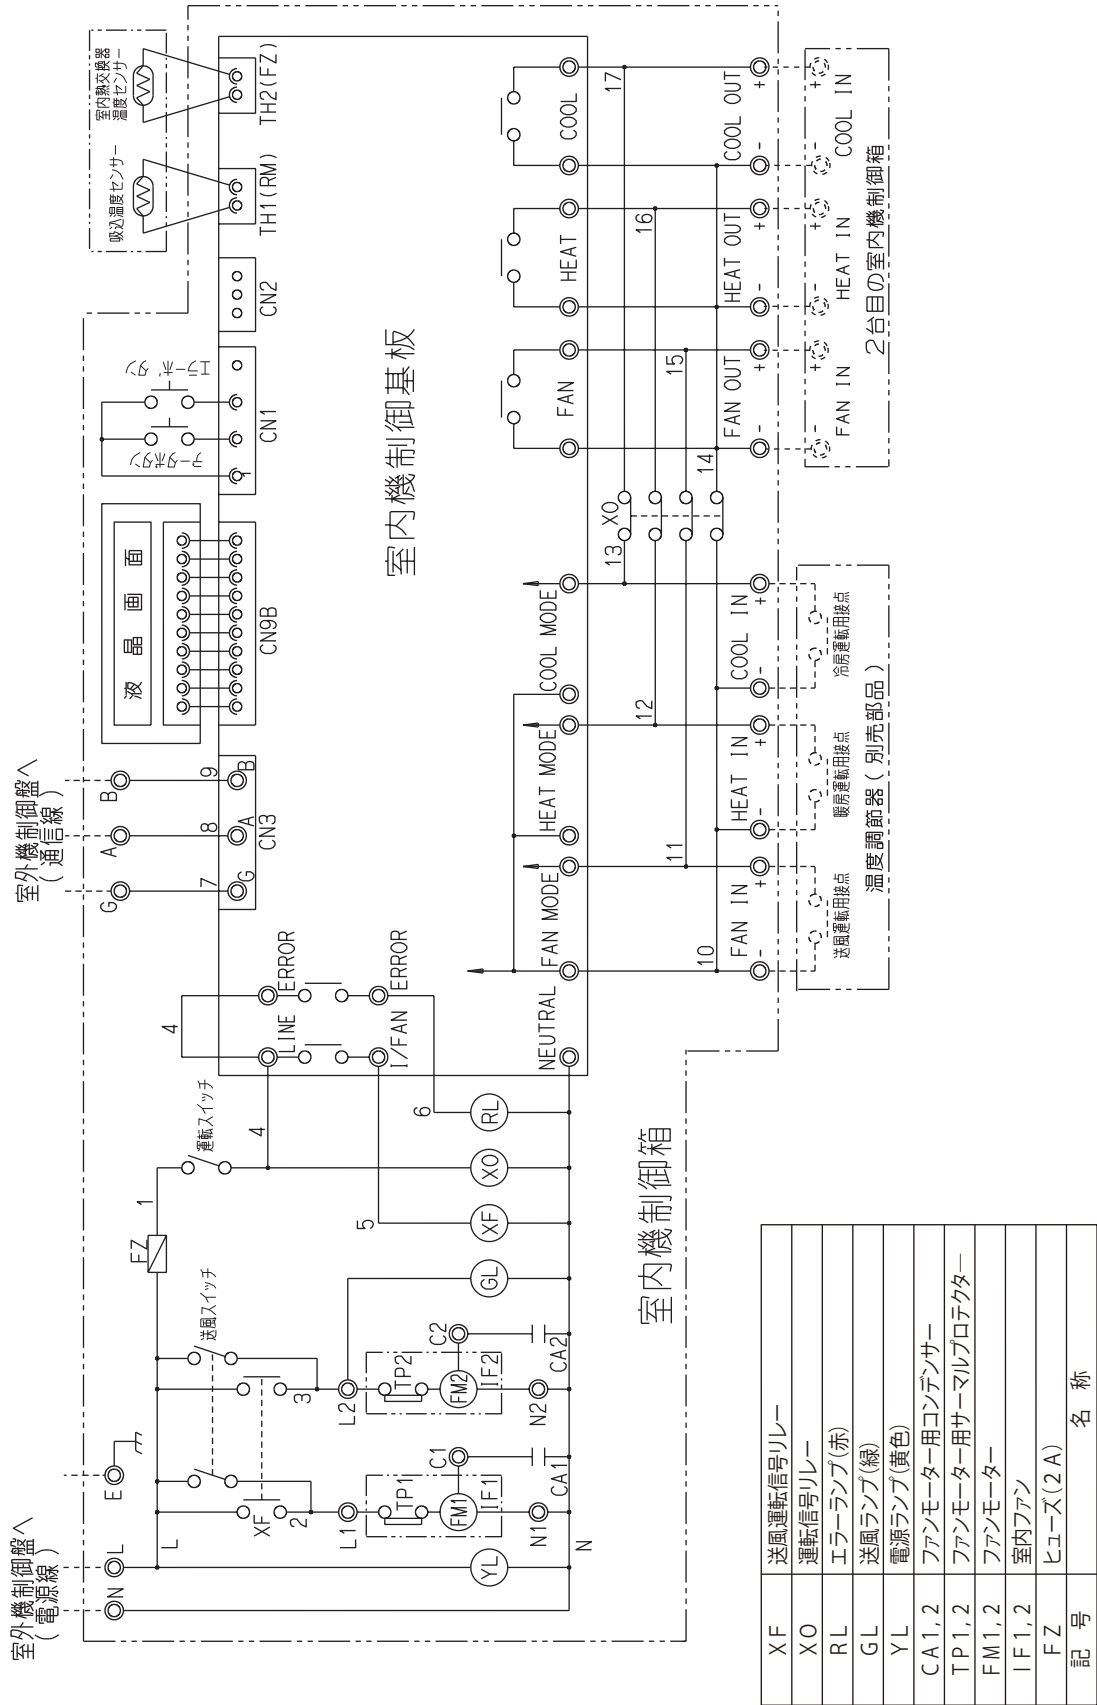 室外機制御盤へ
(電源線)
N
L
E
L
FZ
1
送風スイッチ
運転スイッチ
XF
2
3
L1
L2
TP1
TP2
FM1
FM2
IF1
IF2
C1
C2
N1
N2
CA1
CA2
N
YL
GL
XF
XO
RL
4
4
5
6
LINE
ERROR
I/FAN
ERROR
NEUTRAL
室内機制御箱
室外機制御盤へ
(通信線)
G
A
B
7
8
9
G
A
B
CN3
液晶画面
CN9B
データボタン
エラーボタン
1
CN1
CN2
吸込温度センサー
室内熱交換器
温度センサー
TH1(RM)
TH2(FZ)
室内機制御基板
FAN MODE
HEAT MODE
COOL MODE
FAN
HEAT
COOL
10
11
12
13
XO
14
15
16
17
FAN IN
- +
HEAT IN
- +
COOL IN
- +
FAN OUT
- +
HEAT OUT
- +
COOL OUT
- +
送風運転用接点
暖房運転用接点
冷房運転用接点
温度調節器(別売部品)
- +
FAN IN
- +
HEAT IN
- +
COOL IN
2台目の室内機制御箱
XF 送風運転信号リレー
XO 運転信号リレー
RL エラーランプ(赤)
GL 送風ランプ(緑)
YL 電源ランプ(黄色)
CA1,2 ファンモーター用コンデンサー
TP1,2 ファンモーター用サーマルプロテクター
FM1,2 ファンモーター
IF1,2 室内ファン
FZ ヒューズ(2A)
記号 名称